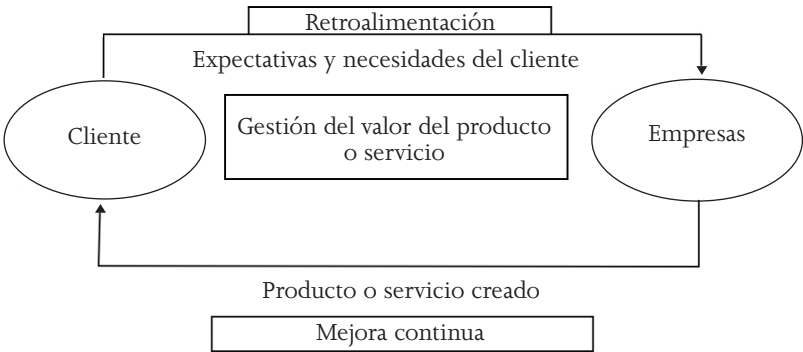 Retroalimentación
Expectativas y necesidades del cliente
Cliente
Gestión del valor del producto
o servicio
Empresas
Producto o servicio creado
Mejora continua